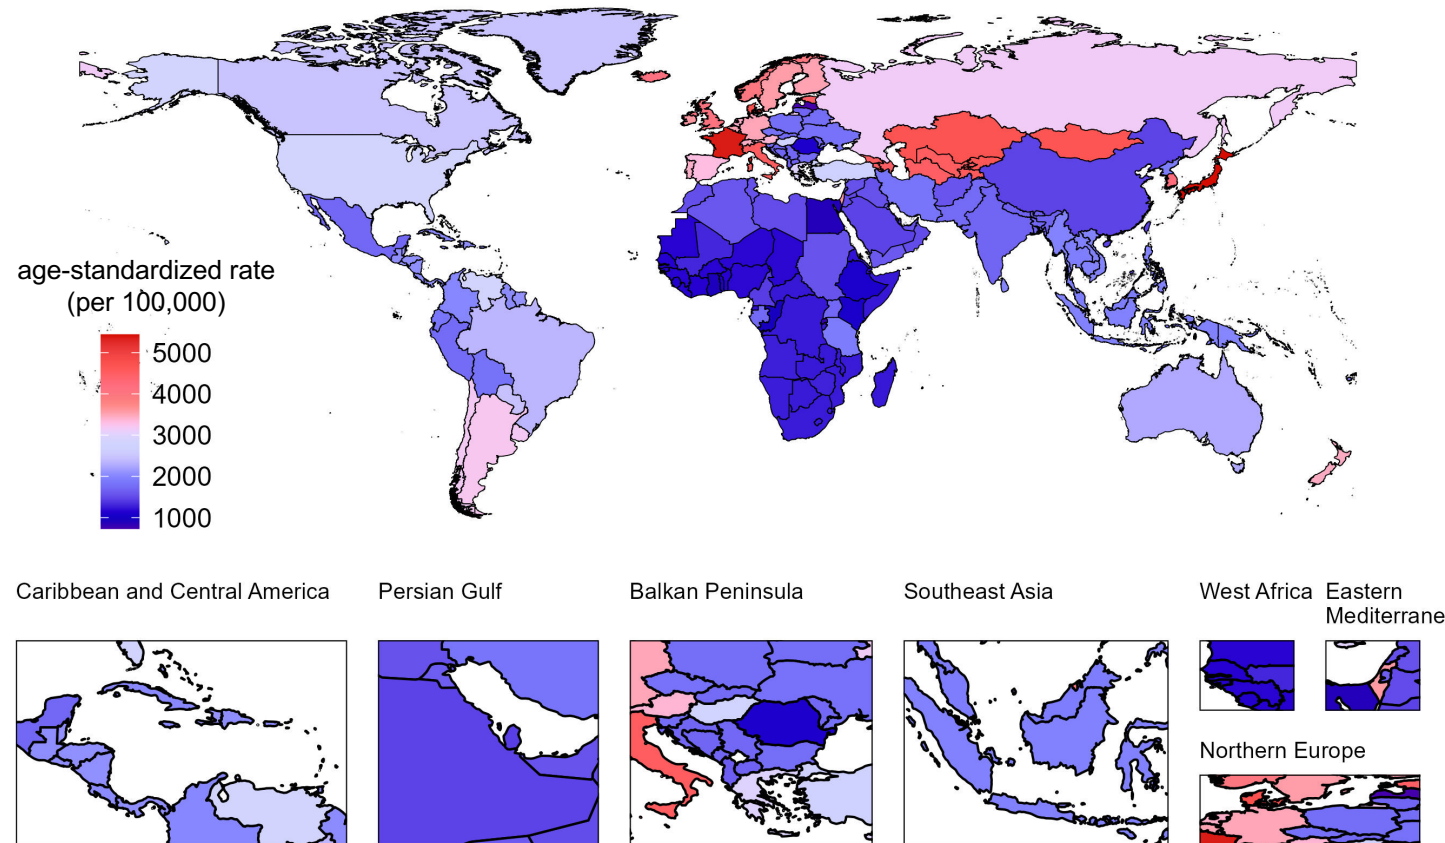 age-standardized rate
(per 100,000)
5000
4000
3000
2000
1000
Caribbean and Central America
Persian Gulf
Balkan Peninsula
Southeast Asia
West Africa
Eastern
Mediterrane
Northern Europe